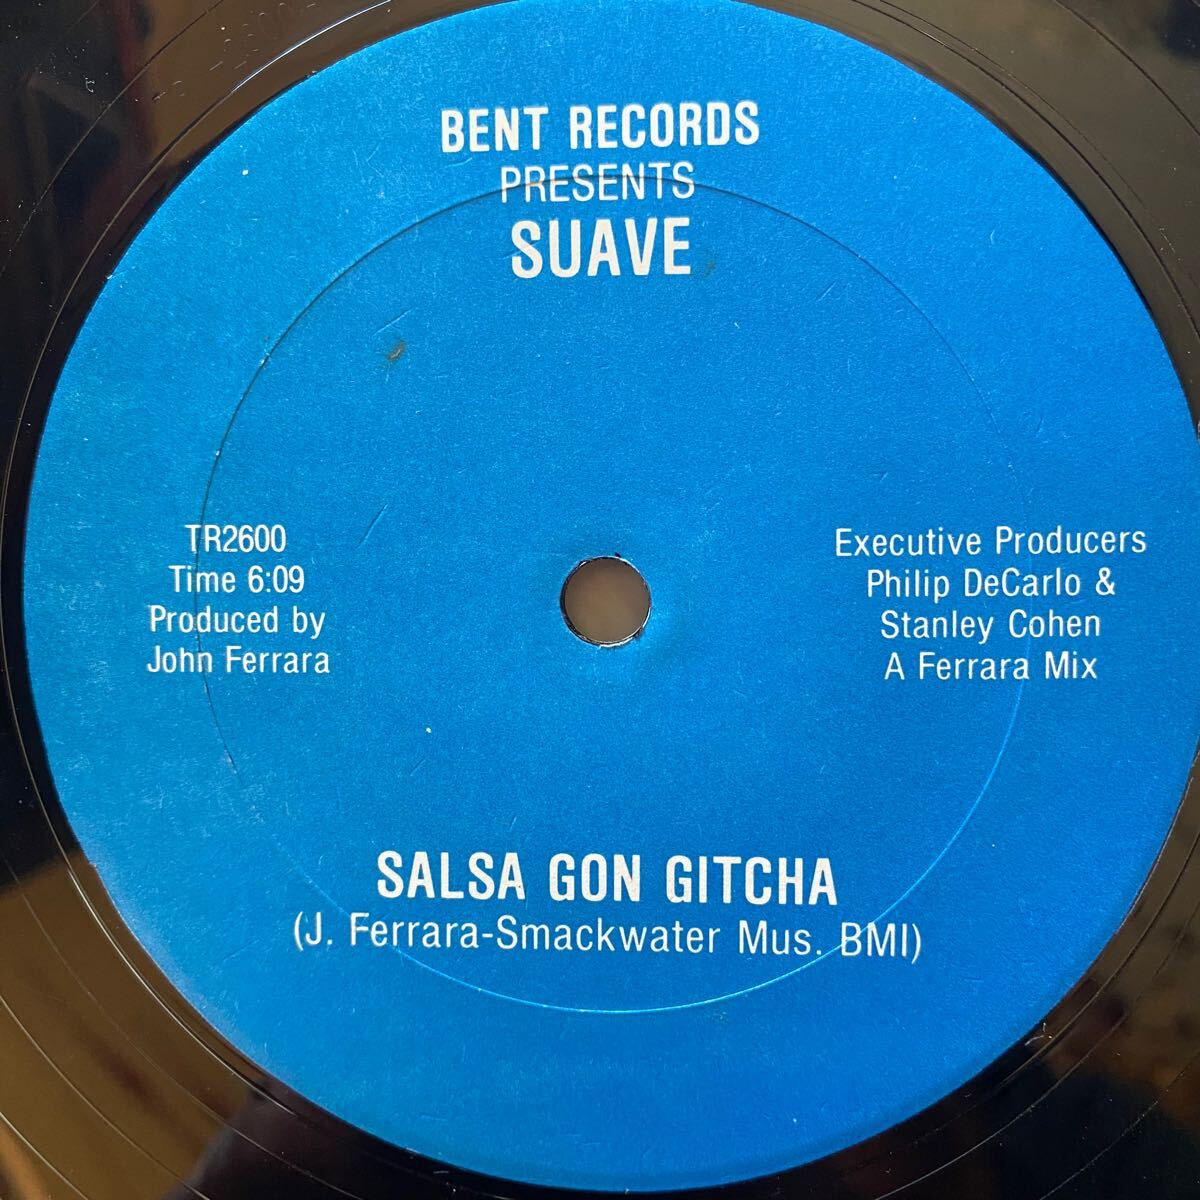 BENT RECORDS
PRESENTS
SUAVE
TR2600
Time 6:09
Produced by
John Ferrara
Executive Producers
Philip DeCarlo &
Stanley Cohen
A Ferrara Mix
SALSA GON GITCHA
(J. Ferrara-Smackwater Mus. BMI)